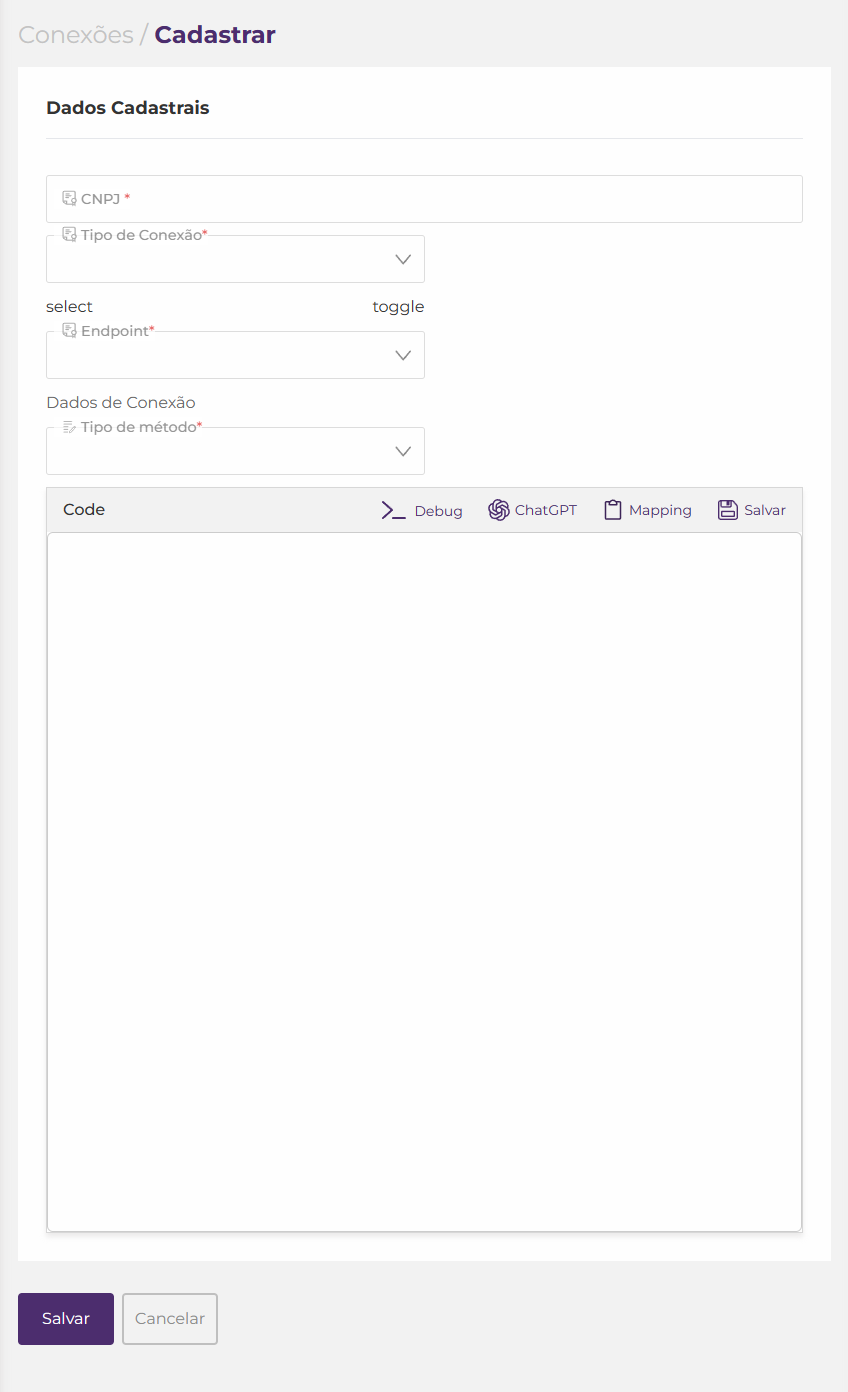 Conexões / Cadastrar
Dados Cadastrais
CNPJ *
Tipo de Conexão*
select toggle
Endpoint*
Dados de Conexão
Tipo de método*
Code Debug ChatGPT Mapping Salvar
Salvar Cancelar